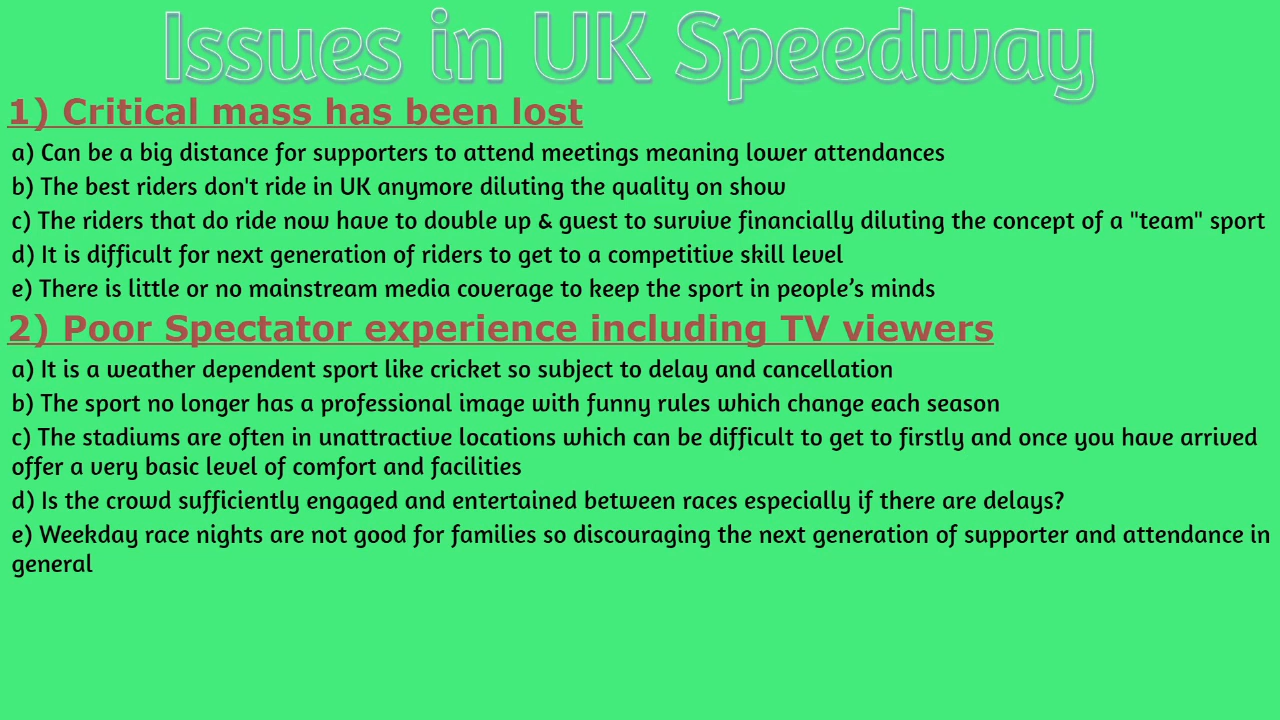 Issues in UK Speedway
1) Critical mass has been lost
a) Can be a big distance for supporters to attend meetings meaning lower attendances
b) The best riders don't ride in UK anymore diluting the quality on show
c) The riders that do ride now have to double up & guest to survive financially diluting the concept of a "team" sport
d) It is difficult for next generation of riders to get to a competitive skill level
e) There is little or no mainstream media coverage to keep the sport in people’s minds
2) Poor Spectator experience including TV viewers
a) It is a weather dependent sport like cricket so subject to delay and cancellation
b) The sport no longer has a professional image with funny rules which change each season
c) The stadiums are often in unattractive locations which can be difficult to get to firstly and once you have arrived
offer a very basic level of comfort and facilities
d) Is the crowd sufficiently engaged and entertained between races especially if there are delays?
e) Weekday race nights are not good for families so discouraging the next generation of supporter and attendance in
general